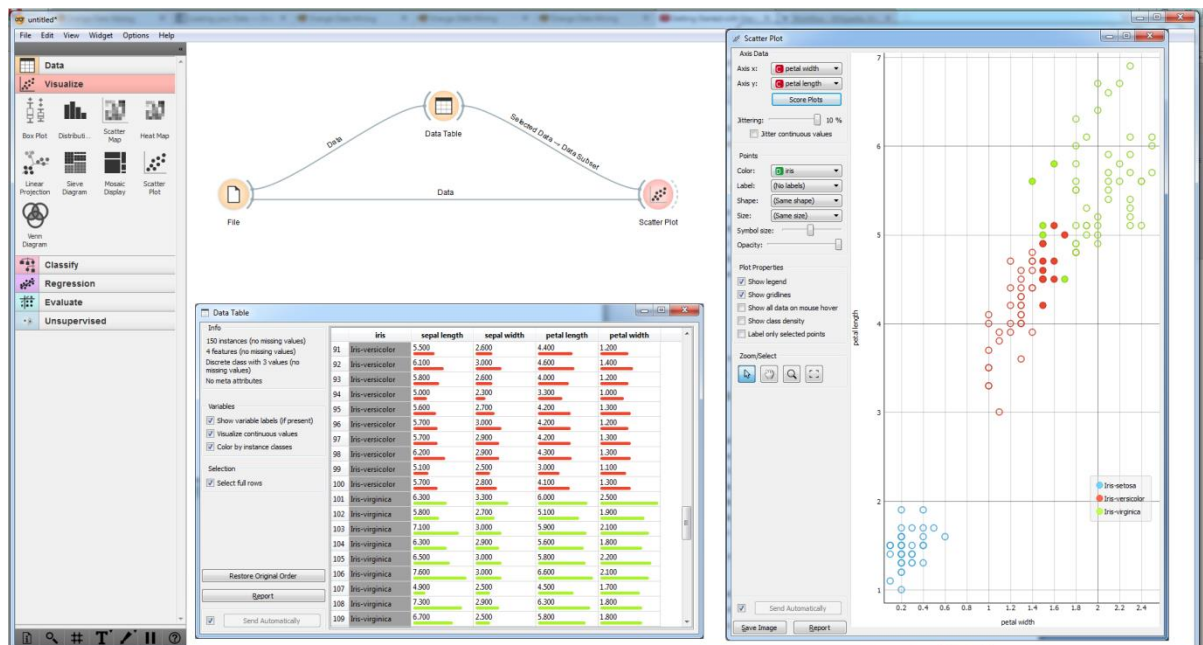 untitled*
File Edit View Widget Options Help
Data
Visualize
Box Plot
Distributi...
Scatter Map
Heat Map
Linear Projection
Sieve Diagram
Mosaic Display
Scatter Plot
Venn Diagram
Classify
Regression
Evaluate
Unsupervised
Data
Data Table
Selected Data → Data Subset
File
Data
Scatter Plot
Data Table
Info
150 instances (no missing values)
4 features (no missing values)
Discrete class with 3 values (no
missing values)
No meta attributes
Variables
Show variable labels (if present)
Visualize continuous values
Color by instance classes
Selection
Select full rows
Restore Original Order
Report
Send Automatically
iris sepal length sepal width petal length petal width
91 Iris-versicolor 5.500 2.600 4.400 1.200
92 Iris-versicolor 6.100 3.000 4.600 1.400
93 Iris-versicolor 5.800 2.600 4.000 1.200
94 Iris-versicolor 5.000 2.300 3.300 1.000
95 Iris-versicolor 5.600 2.700 4.200 1.300
96 Iris-versicolor 5.700 3.000 4.200 1.200
97 Iris-versicolor 5.700 2.900 4.200 1.300
98 Iris-versicolor 6.200 2.900 4.300 1.300
99 Iris-versicolor 5.100 2.500 3.000 1.100
100 Iris-versicolor 5.700 2.800 4.100 1.300
101 Iris-virginica 6.300 3.300 6.000 2.500
102 Iris-virginica 5.800 2.700 5.100 1.900
103 Iris-virginica 7.100 3.000 5.900 2.100
104 Iris-virginica 6.300 2.900 5.600 1.800
105 Iris-virginica 6.500 3.000 5.800 2.200
106 Iris-virginica 7.600 3.000 6.600 2.100
107 Iris-virginica 4.900 2.500 4.500 1.700
108 Iris-virginica 7.300 2.900 6.300 1.800
109 Iris-virginica 6.700 2.500 5.800 1.800
Scatter Plot
Axis Data
Axis x: C petal width
Axis y: C petal length
Score Plots
Jittering: 10 %
Jitter continuous values
Points
Color: D iris
Label: (No labels)
Shape: (Same shape)
Size: (Same size)
Symbol size:
Opacity:
Plot Properties
Show legend
Show gridlines
Show all data on mouse hover
Show class density
Label only selected points
Zoom/Select
Send Automatically
Save Image Report
7
6
5
4
3
2
1
petal length
Iris-setosa
Iris-versicolor
Iris-virginica
0.2 0.4 0.6 0.8 1 1.2 1.4 1.6 1.8 2 2.2 2.4
petal width